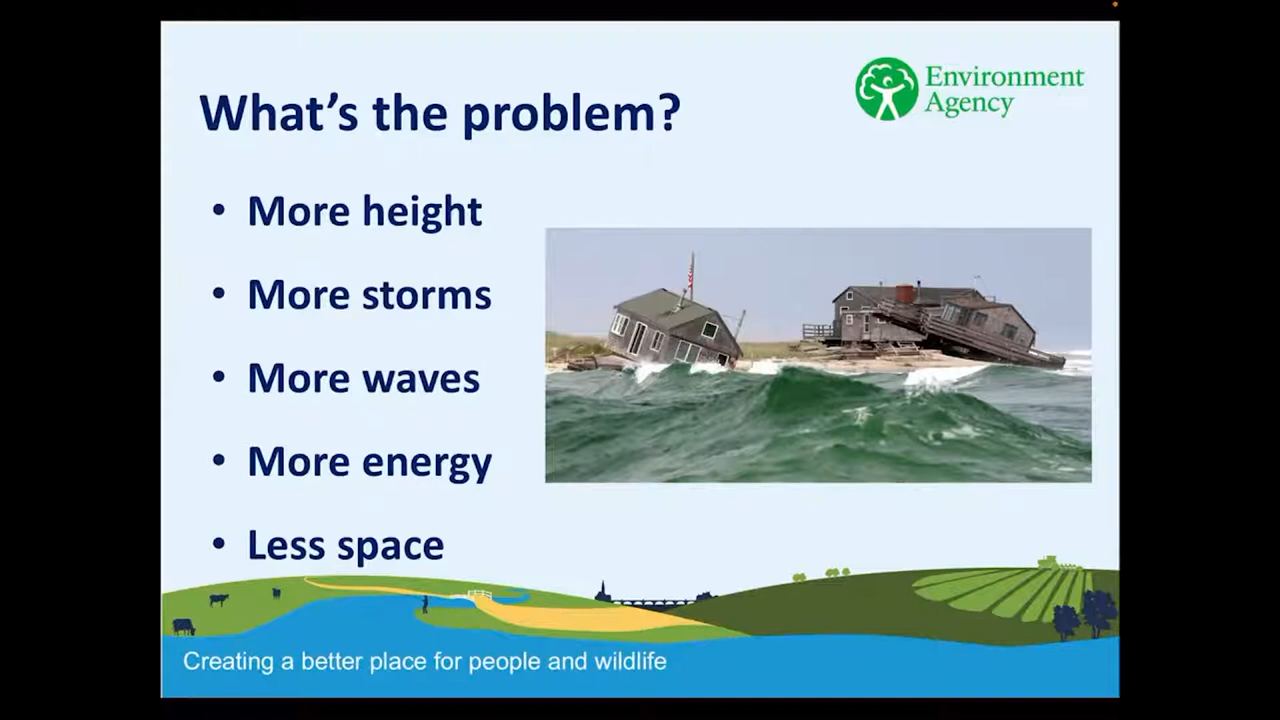 What's the problem?
Environment
Agency
• More height
• More storms
• More waves
• More energy
• Less space
Creating a better place for people and wildlife